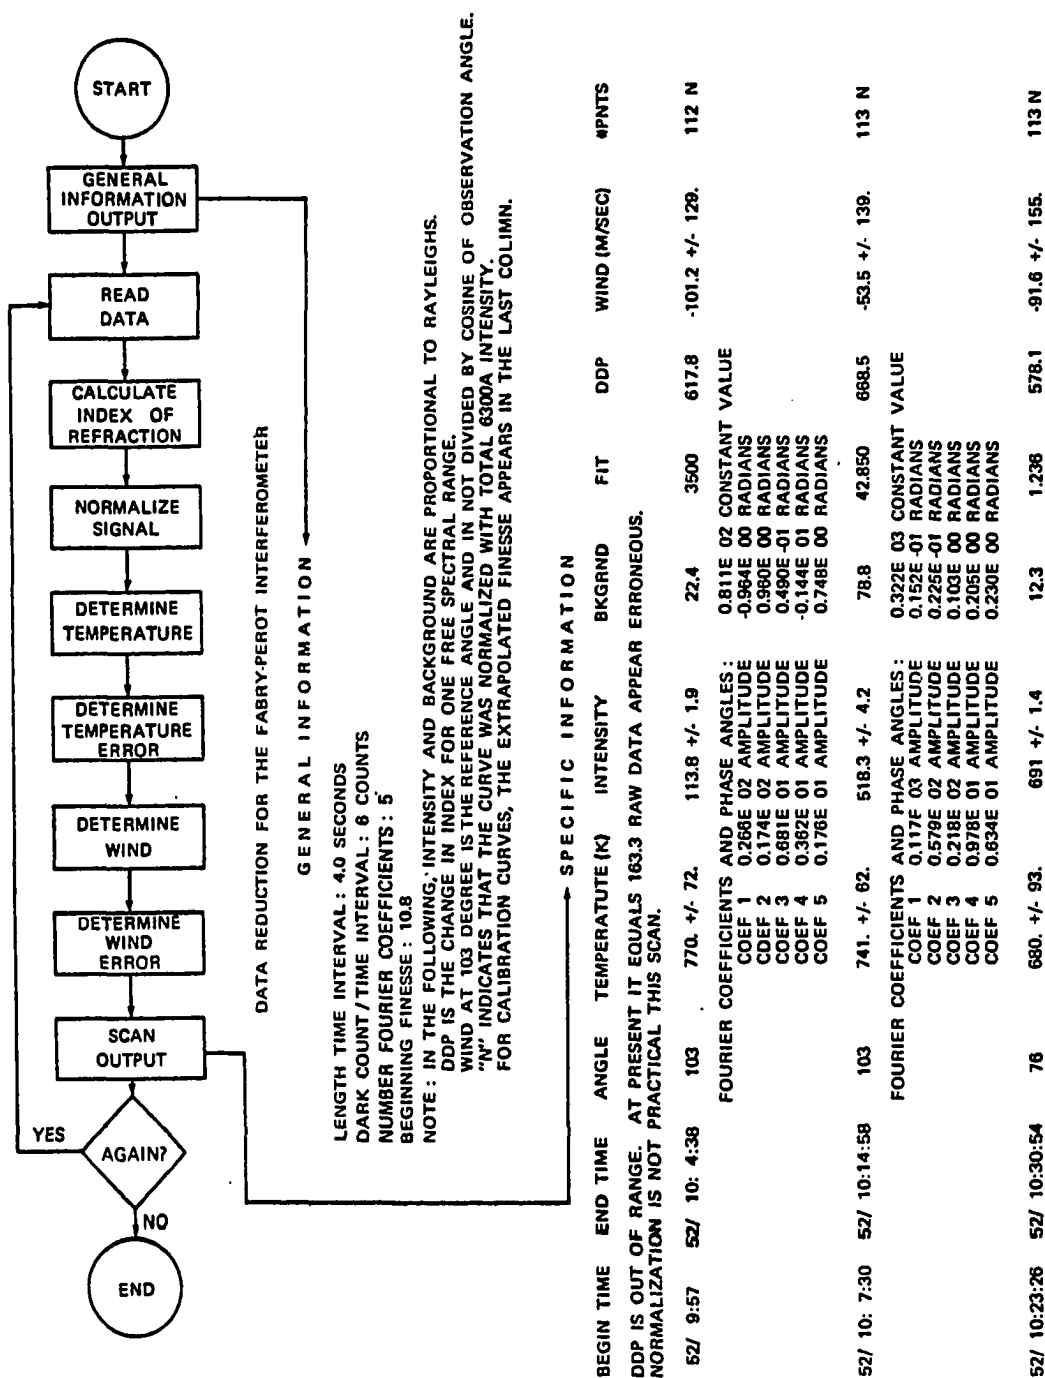 START
GENERAL
INFORMATION
OUTPUT
READ
DATA
CALCULATE
INDEX OF
REFRACTION
NORMALIZE
SIGNAL
DETERMINE
TEMPERATURE
DETERMINE
TEMPERATURE
ERROR
DETERMINE
WIND
DETERMINE
WIND
ERROR
SCAN
OUTPUT
AGAIN?
YES
NO
END
DATA REDUCTION FOR THE FABRY-PEROT INTERFEROMETER
GENERAL INFORMATION
LENGTH TIME INTERVAL : 4.0 SECONDS
DARK COUNT/TIME INTERVAL : 6 COUNTS
NUMBER FOURIER COEFFICIENTS : 5
BEGINNING FINESSE : 10.8
NOTE : IN THE FOLLOWING, INTENSITY AND BACKGROUND ARE PROPORTIONAL TO RAYLEIGHS.
DDP IS THE CHANGE IN INDEX FOR ONE FREE SPECTRAL RANGE.
WIND AT 103 DEGREE IS THE REFERENCE ANGLE AND IN NOT DIVIDED BY COSINE OF OBSERVATION ANGLE.
"N" INDICATES THAT THE CURVE WAS NORMALIZED WITH TOTAL 6300A INTENSITY.
FOR CALIBRATION CURVES, THE EXTRAPOLATED FINESSE APPEARS IN THE LAST COLIMN.
SPECIFIC INFORMATION
BEGIN TIME END TIME ANGLE TEMPERATUTE (K) INTENSITY BKGRND FIT DDP WIND (M/SEC) #PNTS
DDP IS OUT OF RANGE. AT PRESENT IT EQUALS 163.3 RAW DATA APPEAR ERRONEOUS.
NORMALIZATION IS NOT PRACTICAL THIS SCAN.
52/ 9:57 52/ 10: 4:38 103 770. +/- 72. 113.8 +/- 1.9 22.4 3500 617.8 -101.2 +/- 129. 112 N
FOURIER COEFFICIENTS AND PHASE ANGLES : 0.811E 02 CONSTANT VALUE
COEF 1 0.268E 02 AMPLITUDE -0.964E 00 RADIANS
CDEF 2 0.174E 02 AMPLITUDE 0.960E 00 RADIANS
COEF 3 0.681E 01 AMPLITUDE 0.490E -01 RADIANS
COEF 4 0.362E 01 AMPLITUDE -0.144E 01 RADIANS
COEF 5 0.176E 01 AMPLITUDE 0.748E 00 RADIANS
52/ 10: 7:30 52/ 10:14:58 103 741. +/- 62. 518.3 +/- 4.2 78.8 42.850 668.5 -53.5 +/- 139. 113 N
FOURIER COEFFICIENTS AND PHASE ANGLES : 0.322E 03 CONSTANT VALUE
COEF 1 0.117F 03 AMPLITUDE 0.152E -01 RADIANS
COEF 2 0.579E 02 AMPLITUDE 0.225E -01 RADIANS
COEF 3 0.218E 02 AMPLITUDE 0.103E 00 RADIANS
COEF 4 0.978E 01 AMPLITUDE 0.205E 00 RADIANS
COEF 5 0.634E 01 AMPLITUDE 0.230E 00 RADIANS
52/ 10:23:26 52/ 10:30:54 76 680. +/- 93. 691 +/- 1.4 12.3 1.236 578.1 -91.6 +/- 155. 113 N